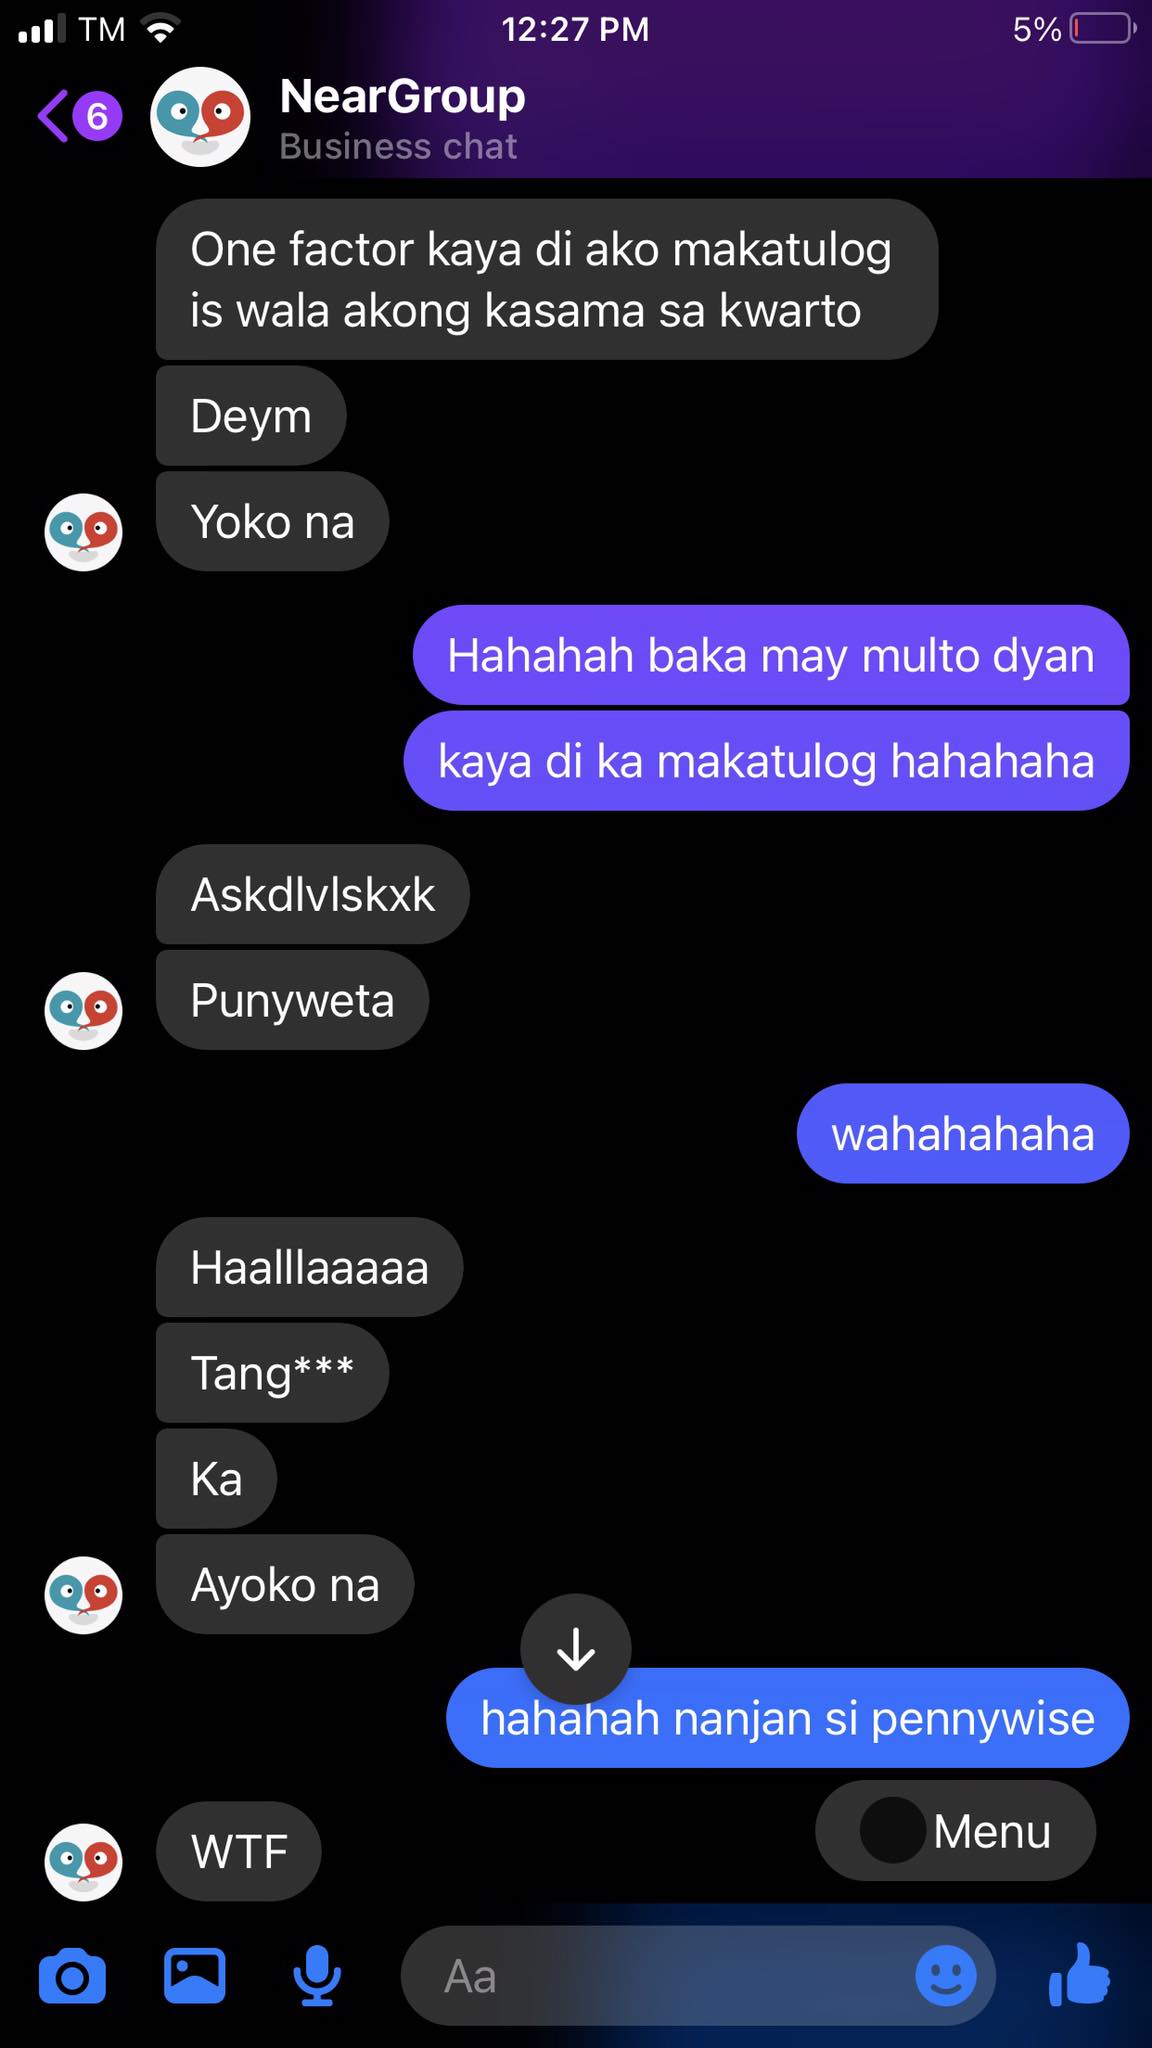 TM
12:27 PM
5%
6
NearGroup
Business chat
One factor kaya di ako makatulog
is wala akong kasama sa kwarto
Deym
Yoko na
Hahahah baka may multo dyan
kaya di ka makatulog hahahaha
Askdlvlskxk
Punyweta
wahahahaha
Haalllaaaaa
Tang***
Ka
Ayoko na
hahahah nanjan si pennywise
Menu
WTF
Aa